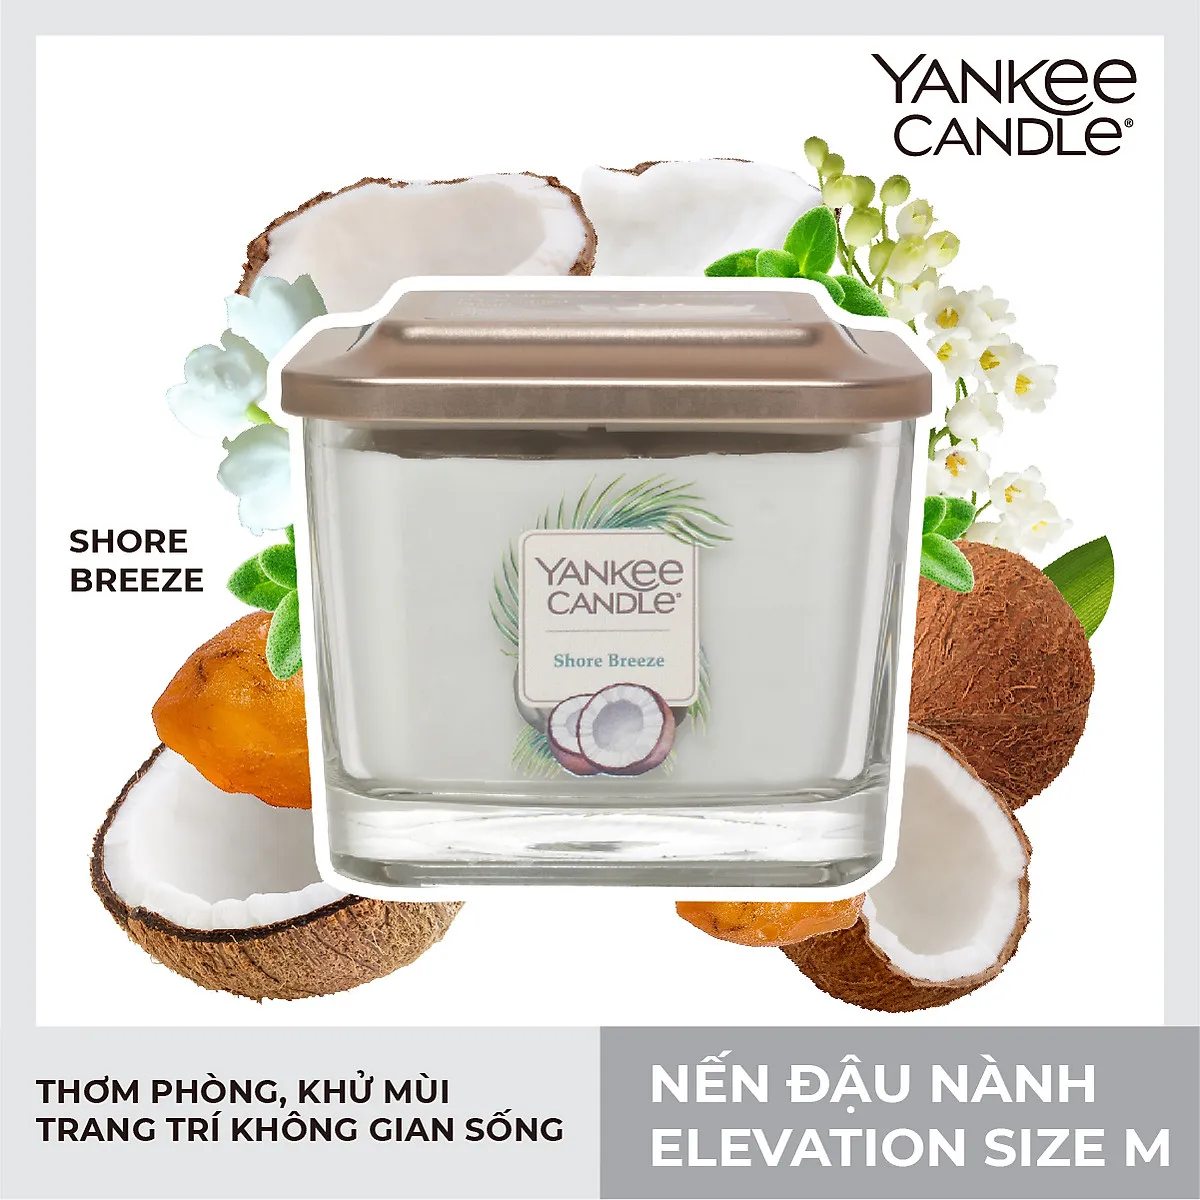 YANKee
CANDLe®
SHORE
BREEZE
YANKee
CANDLe®
Shore Breeze
THƠM PHÒNG, KHỬ MÙI
TRANG TRÍ KHÔNG GIAN SỐNG
NẾN ĐẬU NÀNH
ELEVATION SIZE M